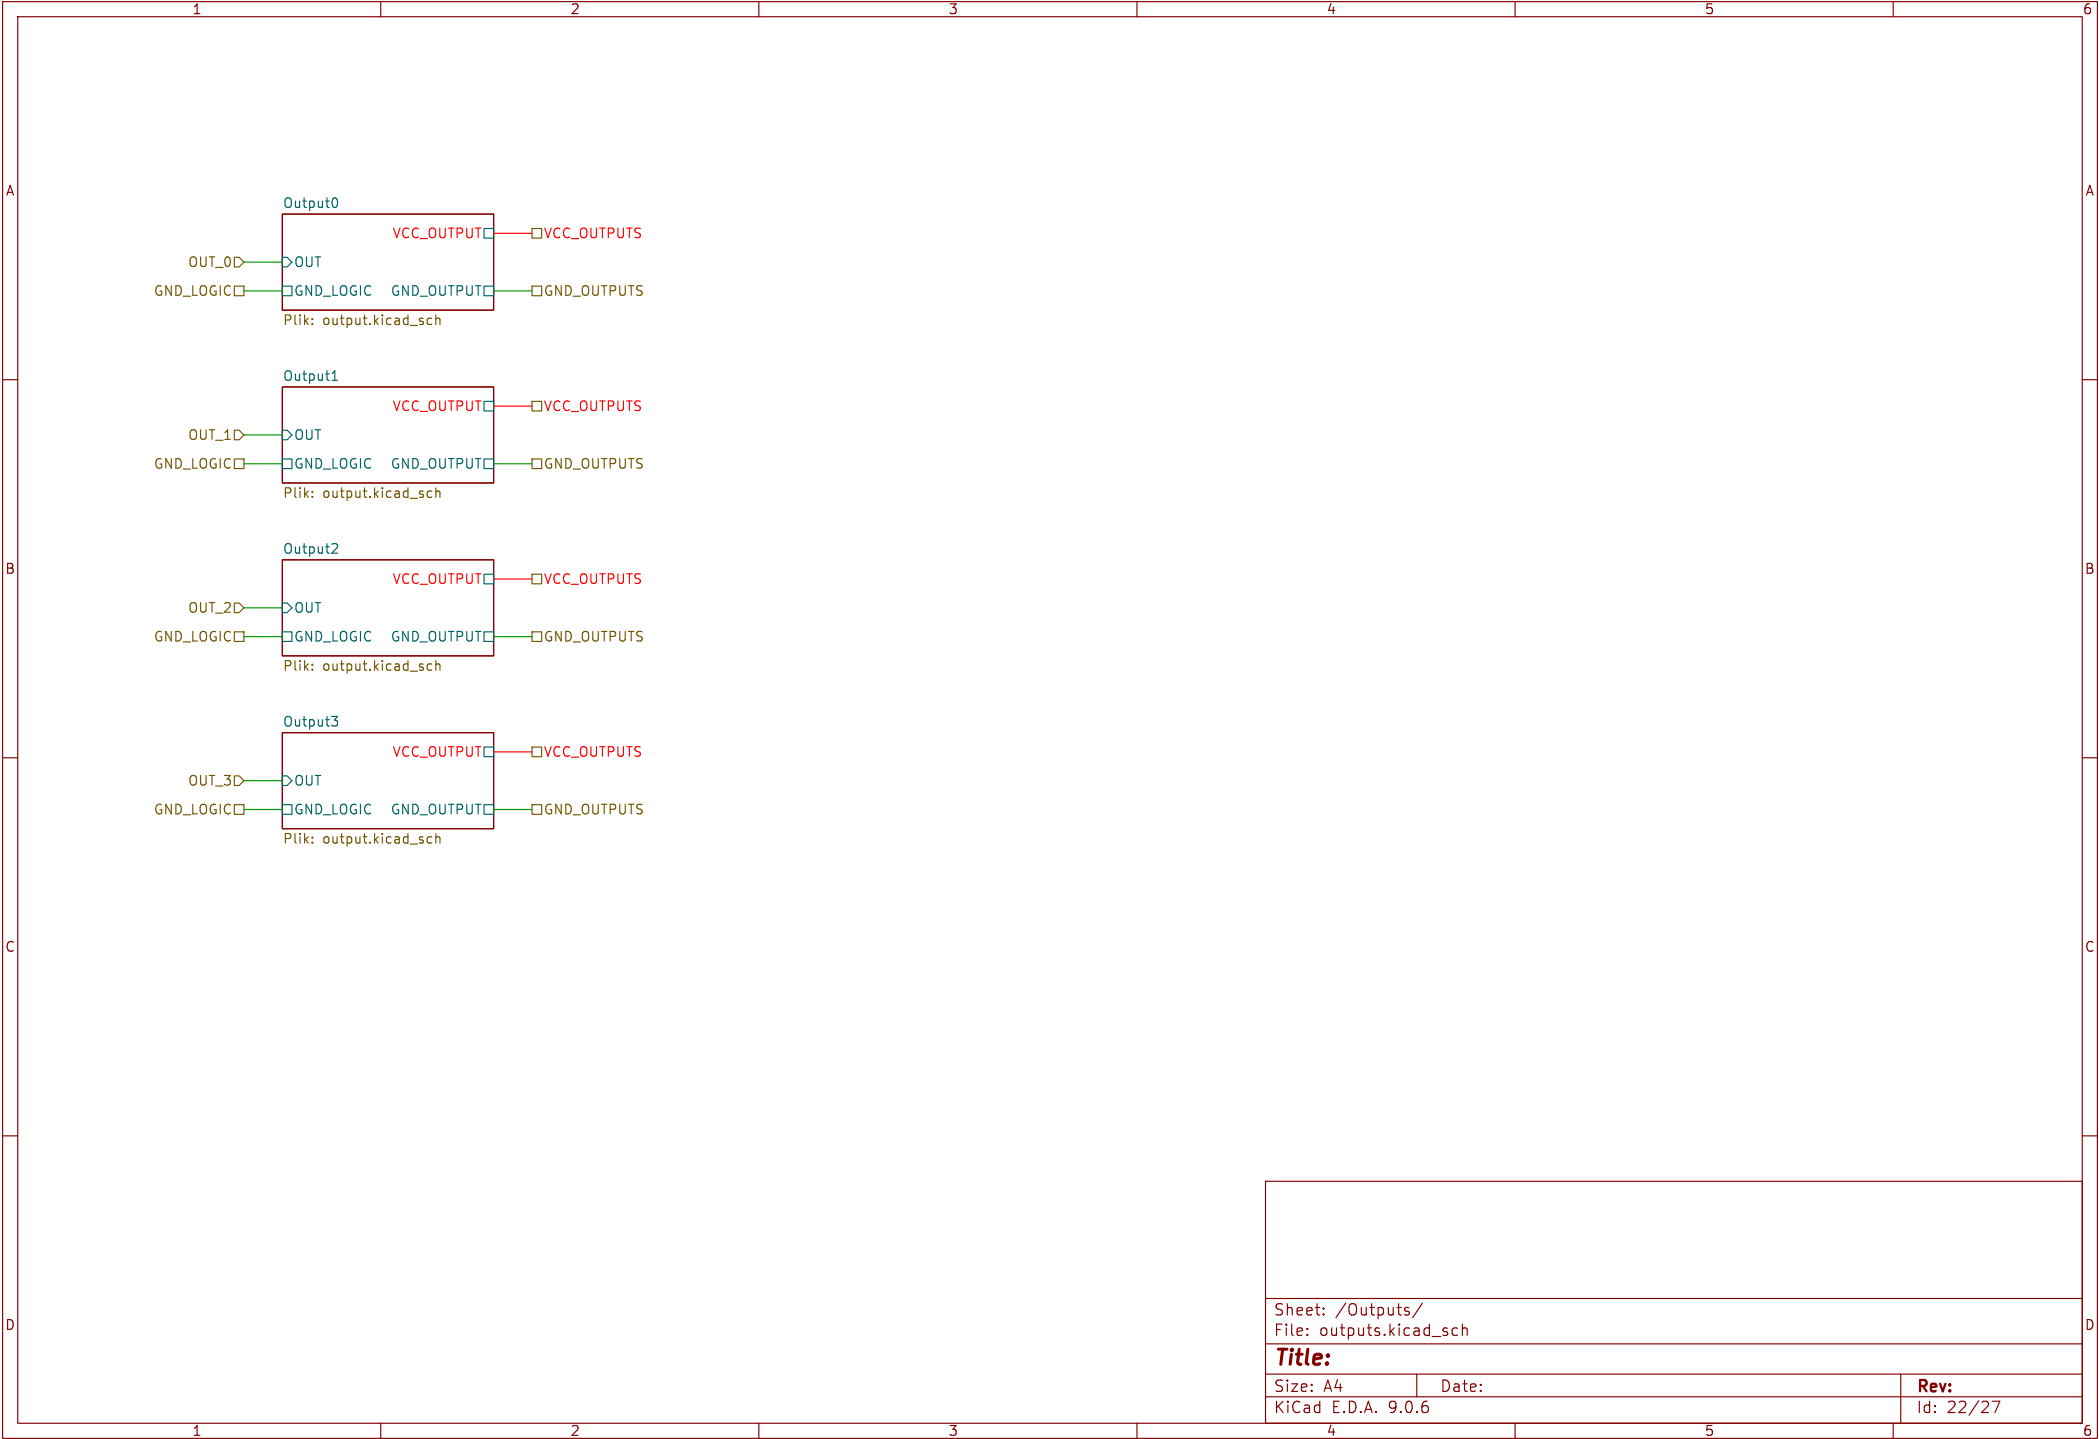 1 2 3 4 5 6
A A
Output0
VCC_OUTPUT VCC_OUTPUTS
OUT_0 OUT
GND_LOGIC GND_LOGIC GND_OUTPUT GND_OUTPUTS
Plik: output.kicad_sch
Output1
VCC_OUTPUT VCC_OUTPUTS
OUT_1 OUT
GND_LOGIC GND_LOGIC GND_OUTPUT GND_OUTPUTS
Plik: output.kicad_sch
B B
Output2
VCC_OUTPUT VCC_OUTPUTS
OUT_2 OUT
GND_LOGIC GND_LOGIC GND_OUTPUT GND_OUTPUTS
Plik: output.kicad_sch
Output3
VCC_OUTPUT VCC_OUTPUTS
OUT_3 OUT
GND_LOGIC GND_LOGIC GND_OUTPUT GND_OUTPUTS
Plik: output.kicad_sch
C C
D D
Sheet: /Outputs/
File: outputs.kicad_sch
Title:
Size: A4 Date: Rev:
KiCad E.D.A. 9.0.6 Id: 22/27
1 2 3 4 5 6